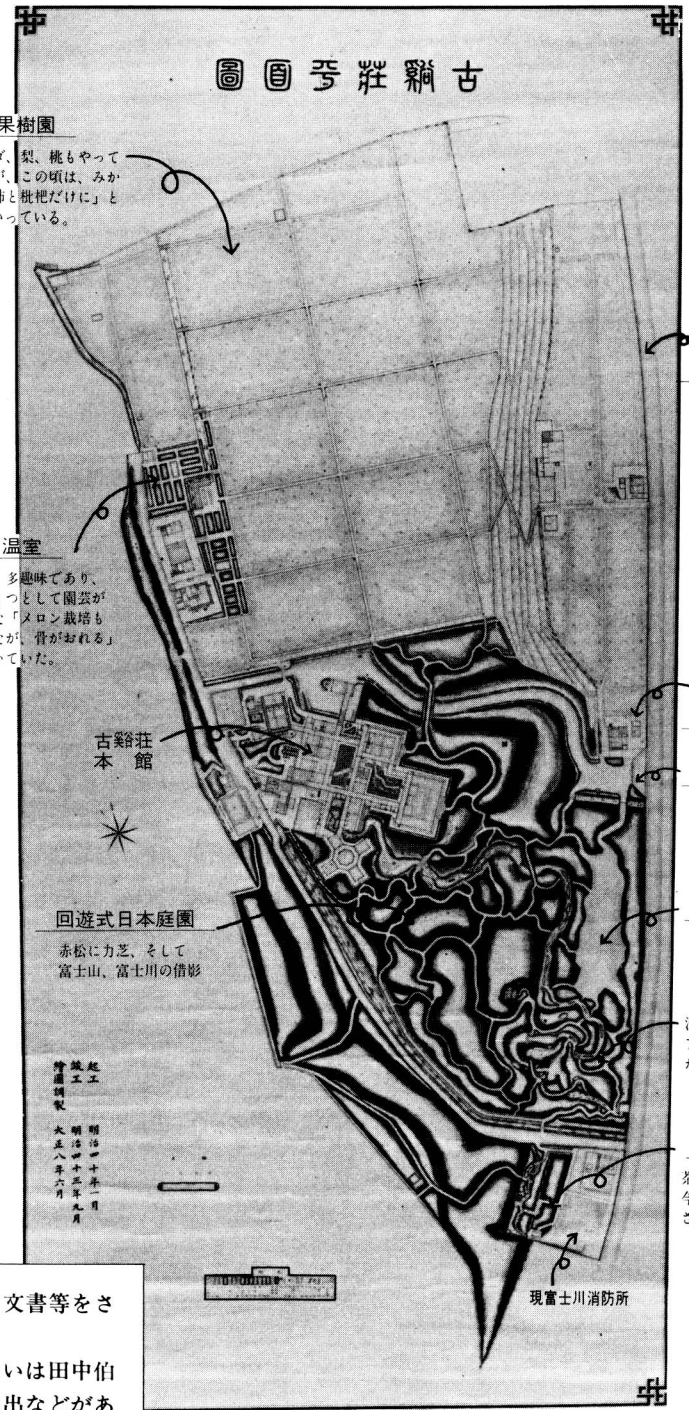 古谿荘平面圖
果樹園
、梨、桃もやって
が、この頃は、みか
柿と枇杷だけに」と
いっている。
温室
多趣味であり、
つとして園芸が
な「メロン栽培も
だが、骨がおれる」
いていた。
古谿荘
本館
回遊式日本庭園
赤松に力芝、そして
富士山、富士川の借影
起工 明治四十年一月
竣工 明治四十三年九月
繪圖調製 大正八年六月
現富士川消防所
文書等をさ
いは田中伯
出などがあ